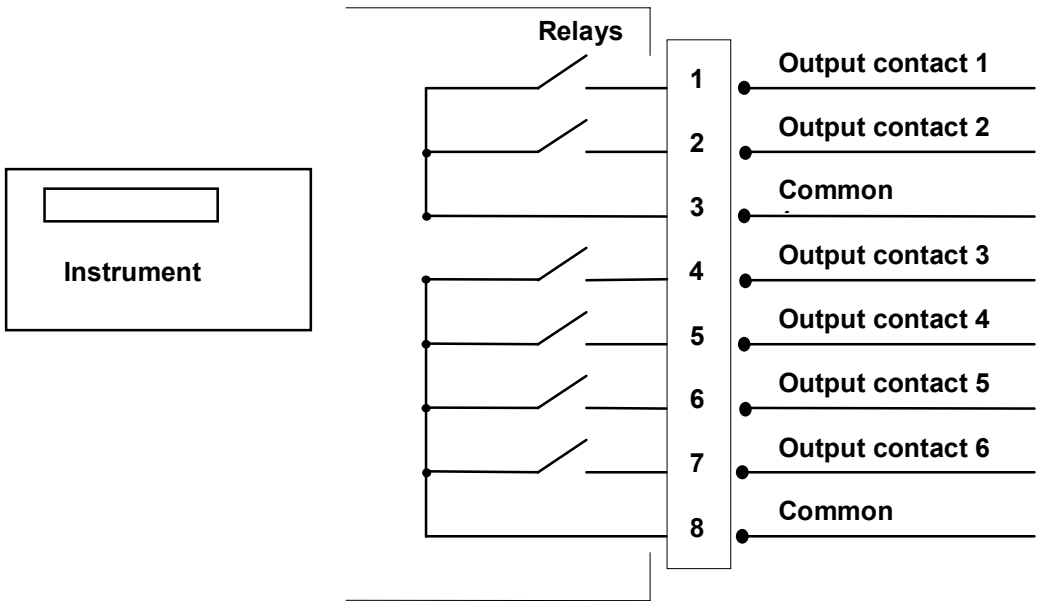 Relays
1 Output contact 1
2 Output contact 2
3 Common
Instrument
4 Output contact 3
5 Output contact 4
6 Output contact 5
7 Output contact 6
8 Common